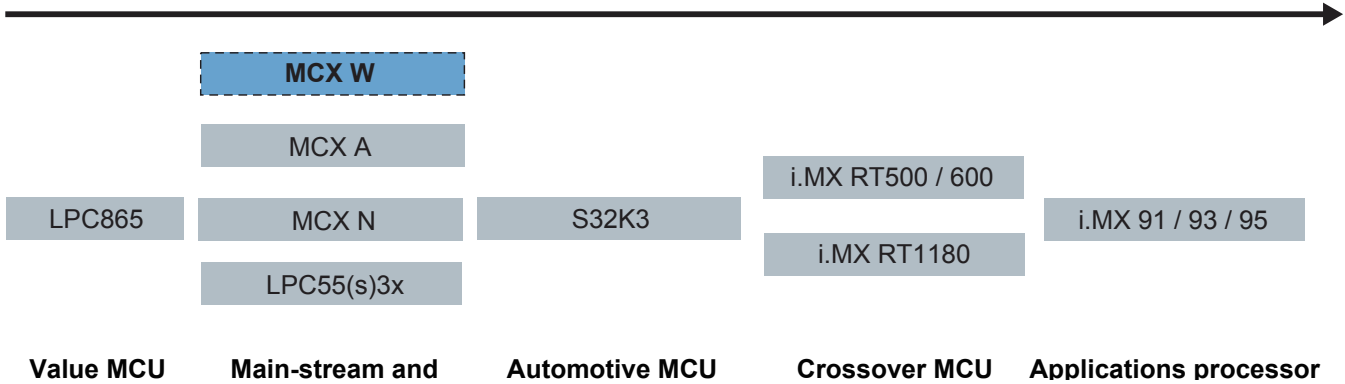 MCX W
MCX A
i.MX RT500 / 600
LPC865 MCX N S32K3 i.MX 91 / 93 / 95
i.MX RT1180
LPC55(s)3x
Value MCU Main-stream and Automotive MCU Crossover MCU Applications processor